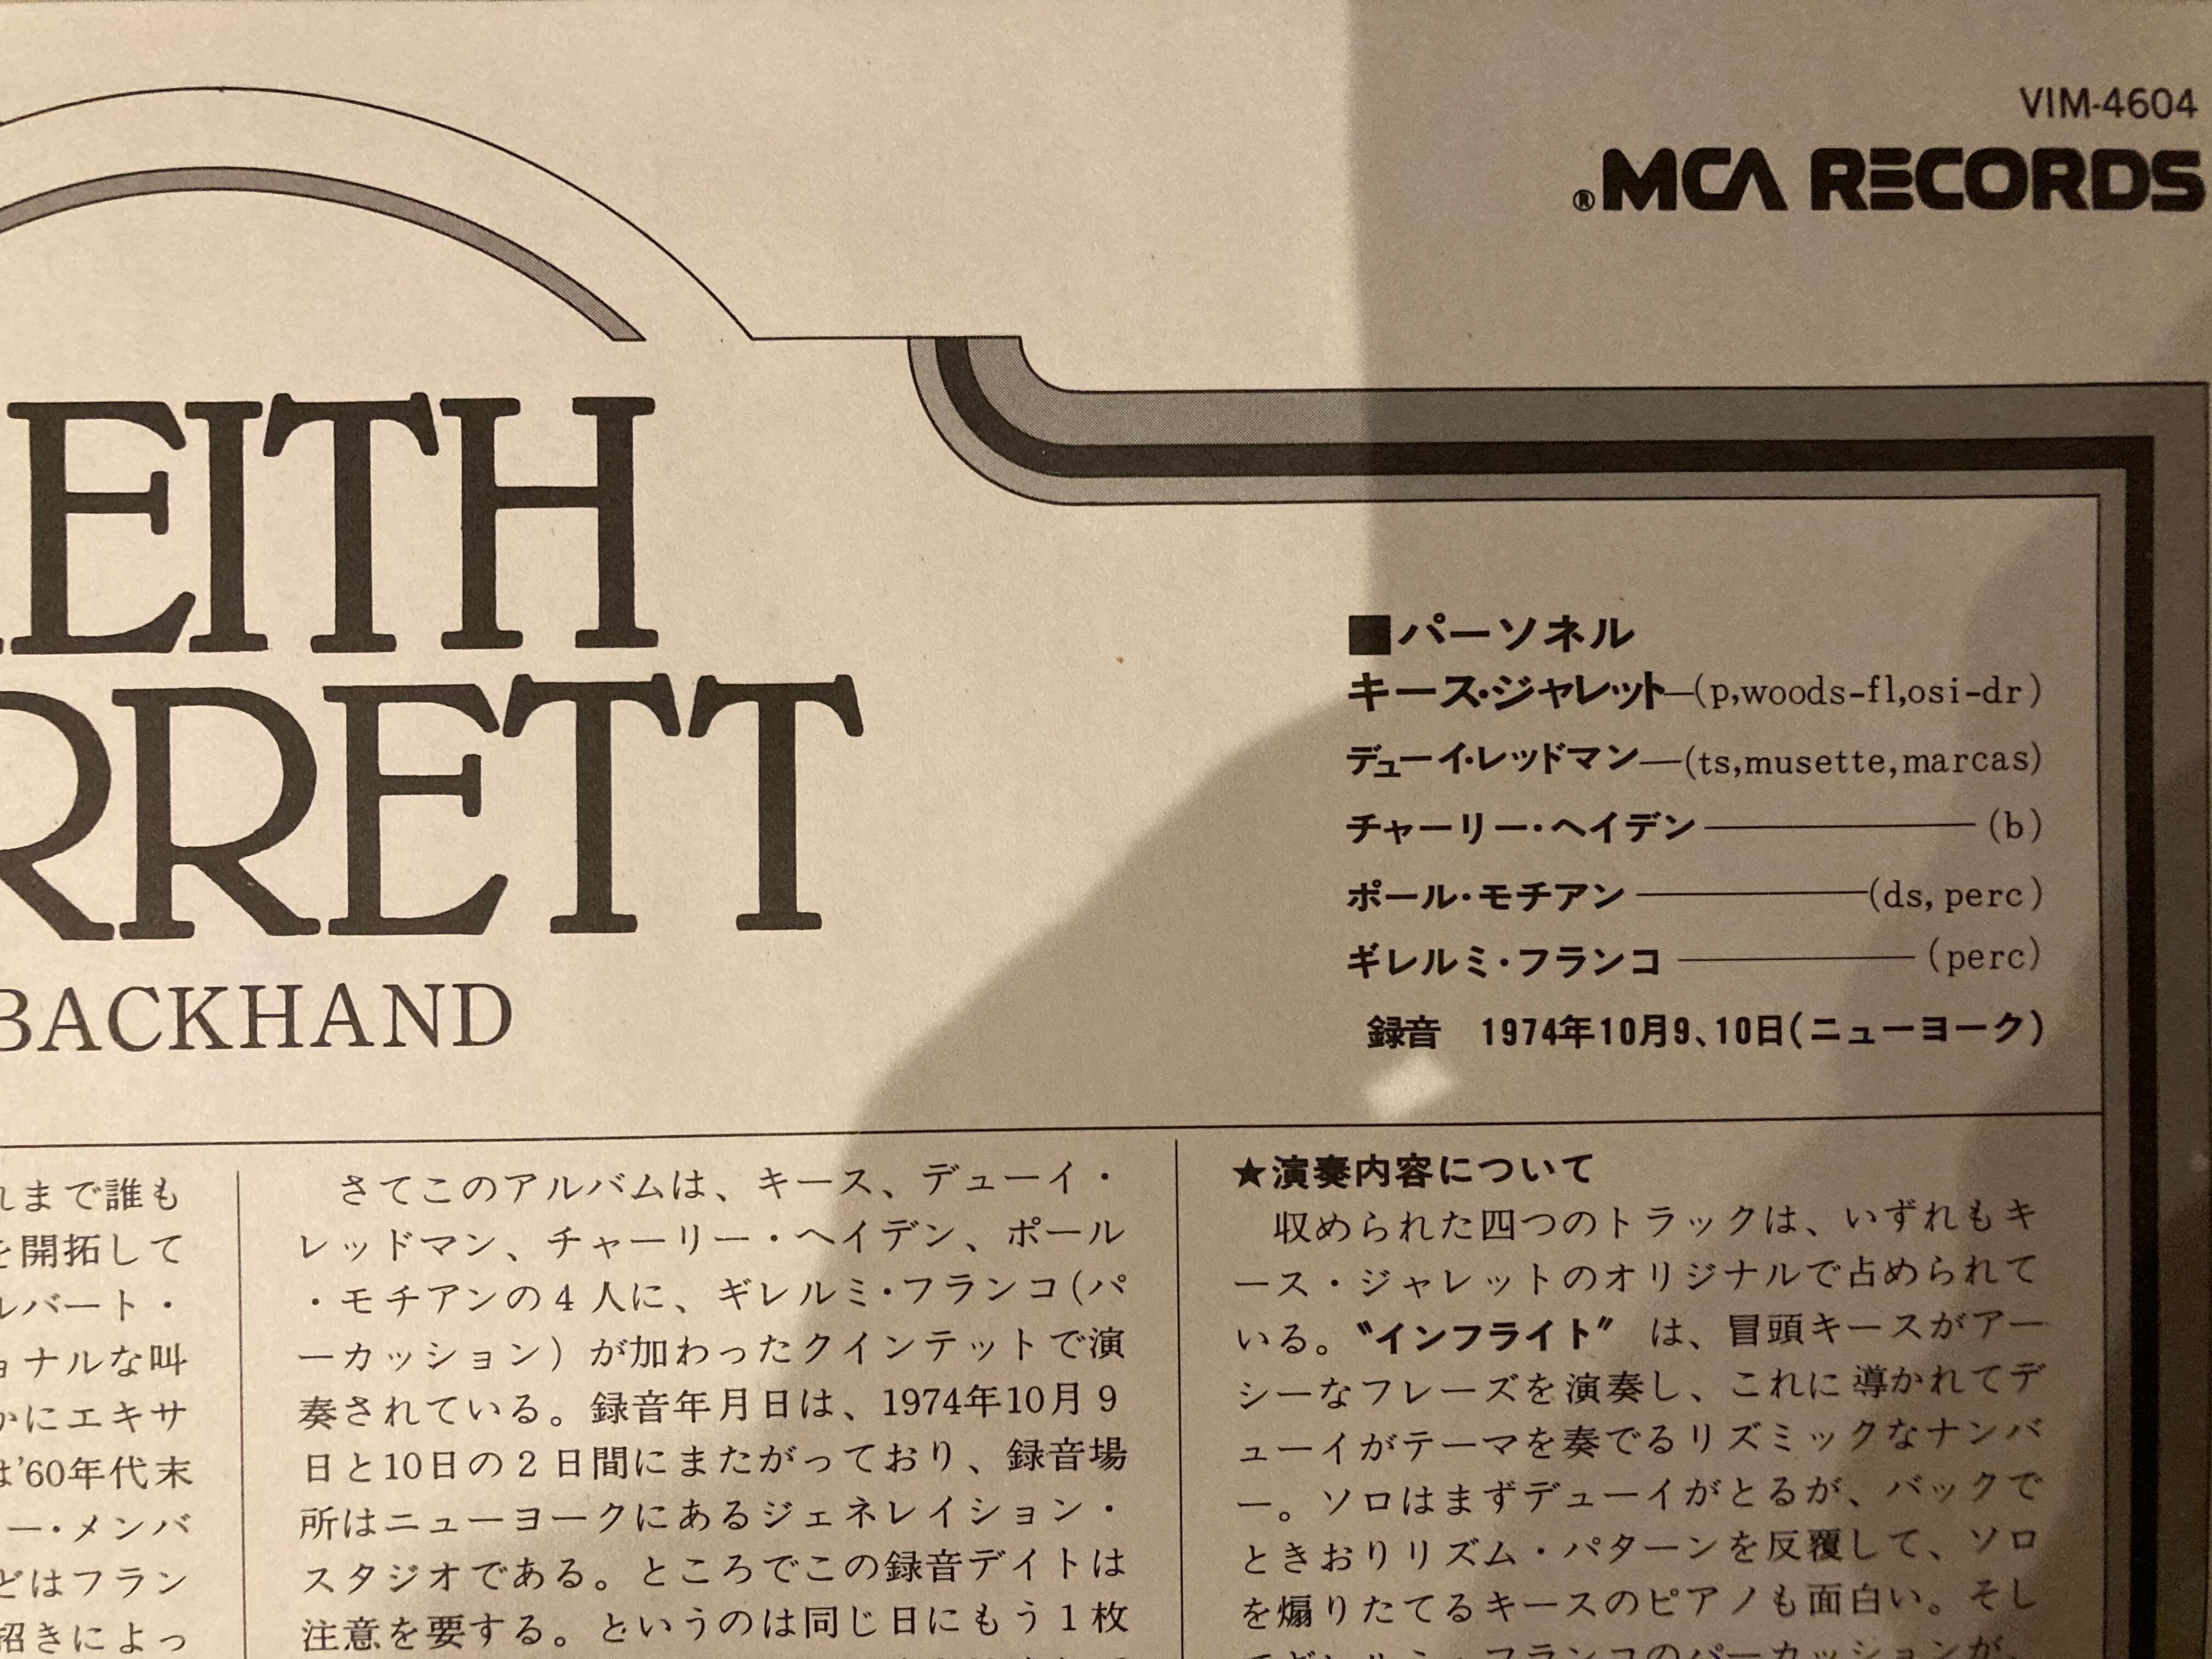 VIM-4604
®MCA RECORDS
EITH
RRETT
BACKHAND
■パーソネル
キース・ジャレット—(p,woods-fl,osi-dr)
デューイ・レッドマン—(ts,musette,marcas)
チャーリー・ヘイデン—(b)
ポール・モチアン—(ds,perc)
ギレルミ・フランコ—(perc)
録音 1974年10月9、10日(ニューヨーク)
れまで誰も
を開拓して
ルバート・
ョナルな叫
かにエキサ
は'60年代末
ー・メンバ
どはフラン
招きによっ
さてこのアルバムは、キース、デューイ・
レッドマン、チャーリー・ヘイデン、ポール
・モチアンの4人に、ギレルミ・フランコ(パ
ーカッション)が加わったクインテットで演
奏されている。録音年月日は、1974年10月9
日と10日の2日間にまたがっており、録音場
所はニューヨークにあるジェネレイション・
スタジオである。ところでこの録音デイトは
注意を要する。というのは同じ日にもう1枚
★演奏内容について
収められた四つのトラックは、いずれもキ
ース・ジャレットのオリジナルで占められて
いる。〝インフライト〞は、冒頭キースがアー
シーなフレーズを演奏し、これに導かれてデ
ューイがテーマを奏でるリズミックなナンバ
ー。ソロはまずデューイがとるが、バックで
ときおりリズム・パターンを反覆して、ソロ
を煽りたてるキースのピアノも面白い。そし
ギレルミ・フランコのパーカッションが、